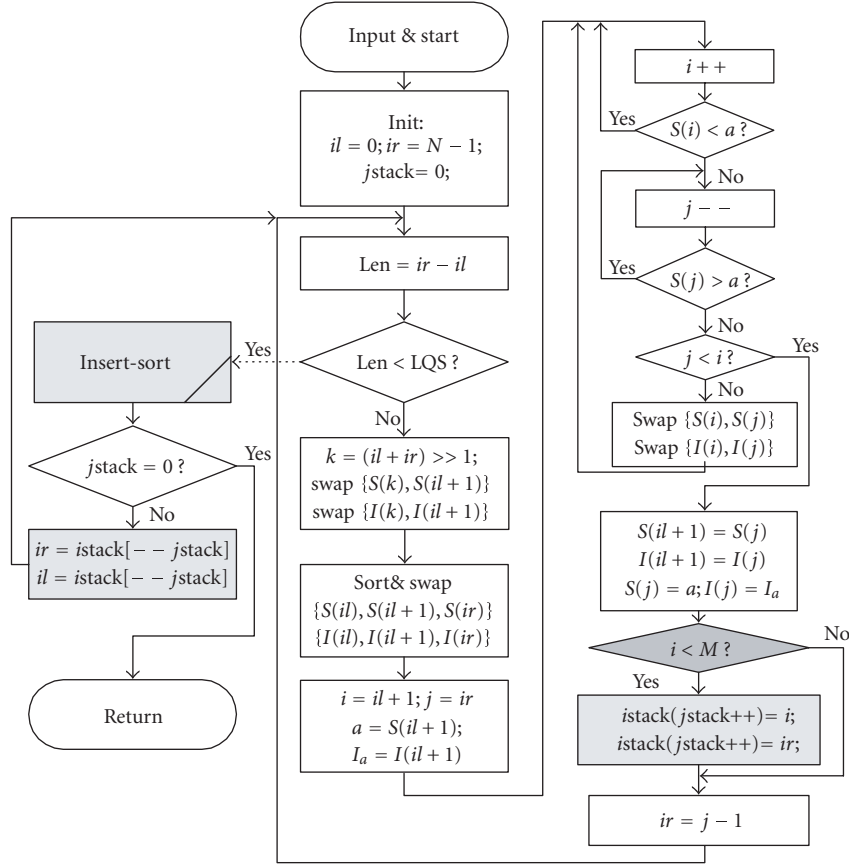 Input & start
Init:
il = 0; ir = N − 1;
jstack= 0;
Len = ir − il
Len < LQS ?
Yes
No
Insert-sort
jstack = 0 ?
Yes
No
ir = istack[− − jstack]
il = istack[− − jstack]
Return
k = (il + ir) >> 1;
swap {S(k), S(il + 1)}
swap {I(k), I(il + 1)}
Sort& swap
{S(il), S(il + 1), S(ir)}
{I(il), I(il + 1), I(ir)}
i = il + 1; j = ir
a = S(il + 1);
Iₐ = I(il + 1)
i + +
S(i) < a ?
Yes
No
j − −
S(j) > a ?
Yes
No
j < i ?
Yes
No
Swap {S(i), S(j)}
Swap {I(i), I(j)}
S(il + 1) = S(j)
I(il + 1) = I(j)
S(j) = a; I(j) = Iₐ
i < M ?
No
Yes
istack(jstack++)= i;
istack(jstack++)= ir;
ir = j − 1